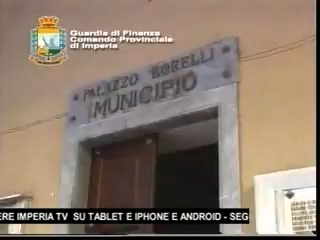 Guardia di Finanza
Comando Provinciale
di Imperia
PALAZZO BORELLI
MUNICIPIO
ERE IMPERIA TV SU TABLET E IPHONE E ANDROID - SEG